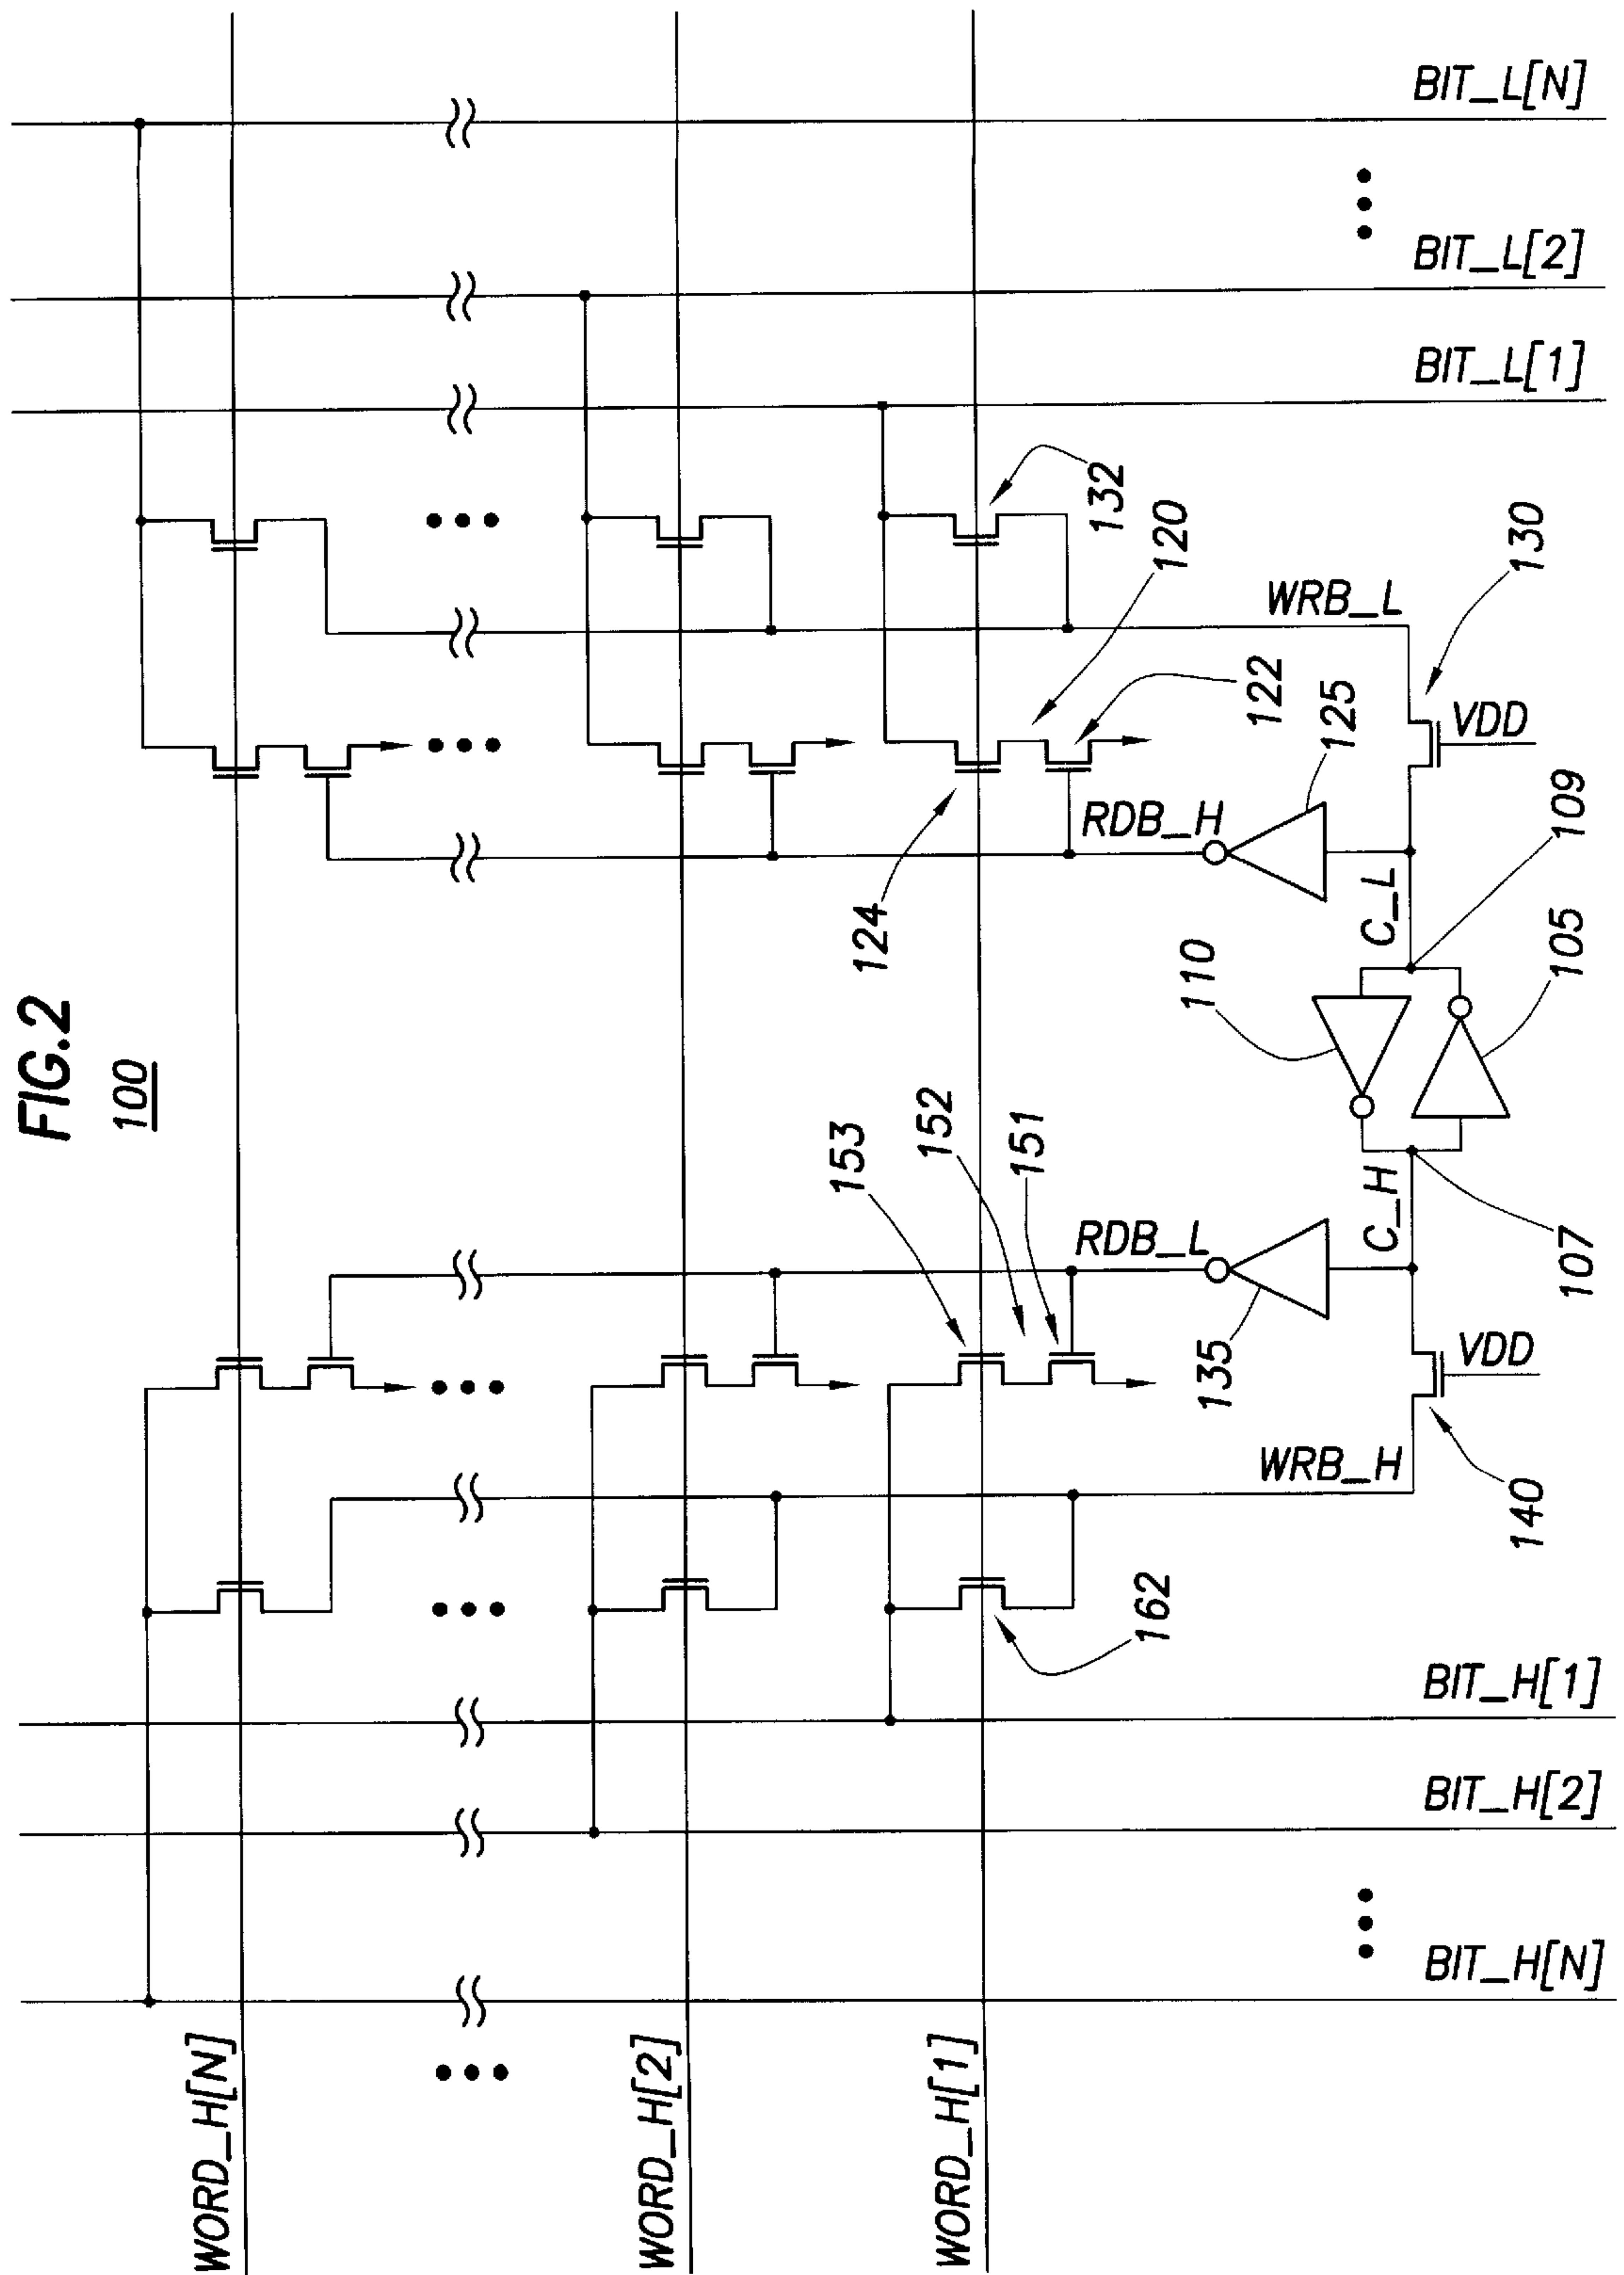 FIG.2
100
WORD_H[N]
WORD_H[2]
WORD_H[1]
BIT_H[N]
BIT_H[2]
BIT_H[1]
BIT_L[1]
BIT_L[2]
BIT_L[N]
162
153
152
151
124
120
132
122
WRB_H
RDB_L
RDB_H
WRB_L
135
125
140
VDD
C_H
107
110
105
C_L
109
VDD
130